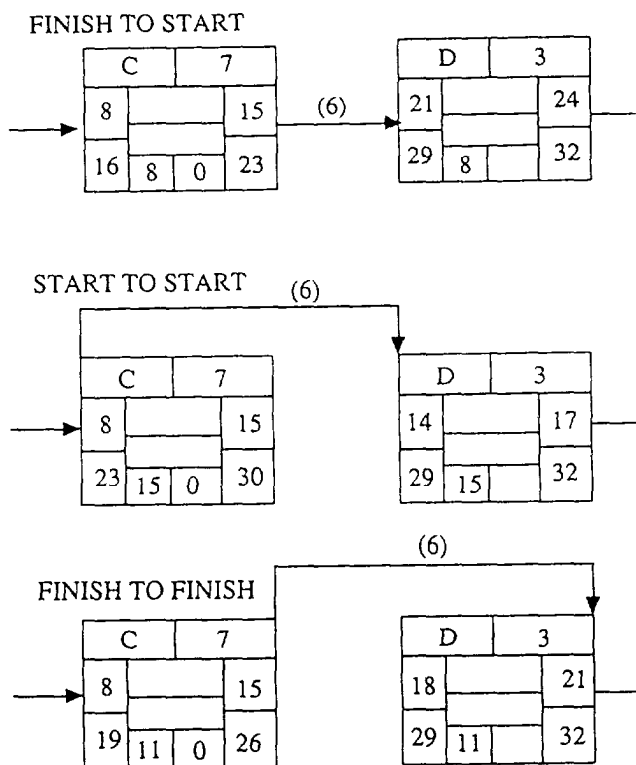 FINISH TO START
C 7
8 15
16 8 0 23
(6)
D 3
21 24
29 8 32
START TO START
(6)
C 7
8 15
23 15 0 30
D 3
14 17
29 15 32
(6)
FINISH TO FINISH
C 7
8 15
19 11 0 26
D 3
18 21
29 11 32